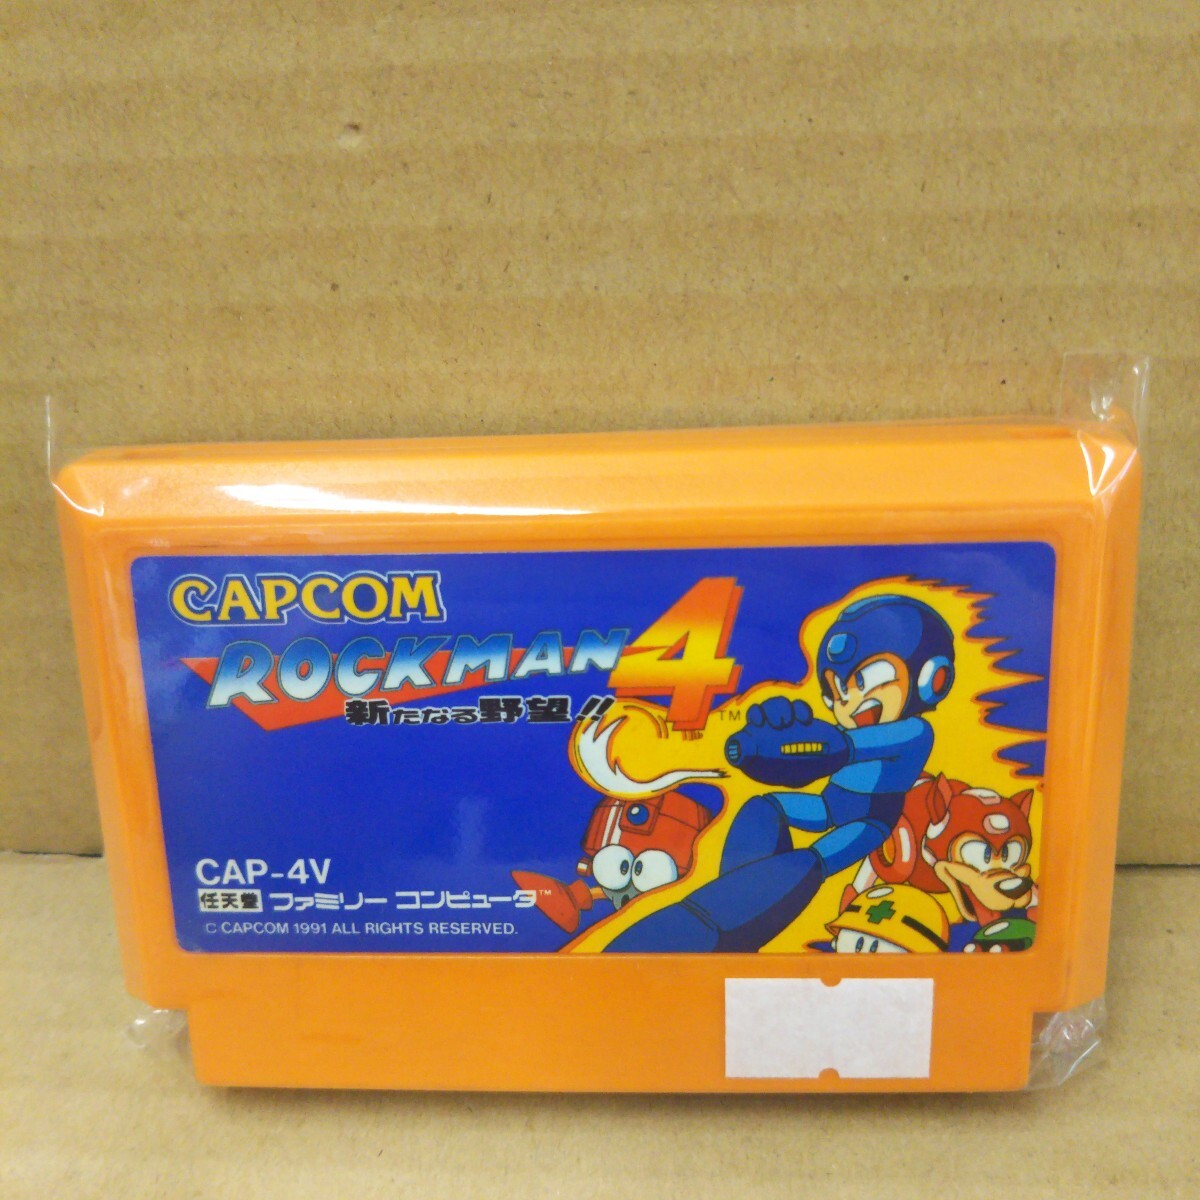 CAPCOM
ROCKMAN 4
新たなる野望!! TM
CAP-4V
任天堂 ファミリー コンピュータ™
© CAPCOM 1991 ALL RIGHTS RESERVED.